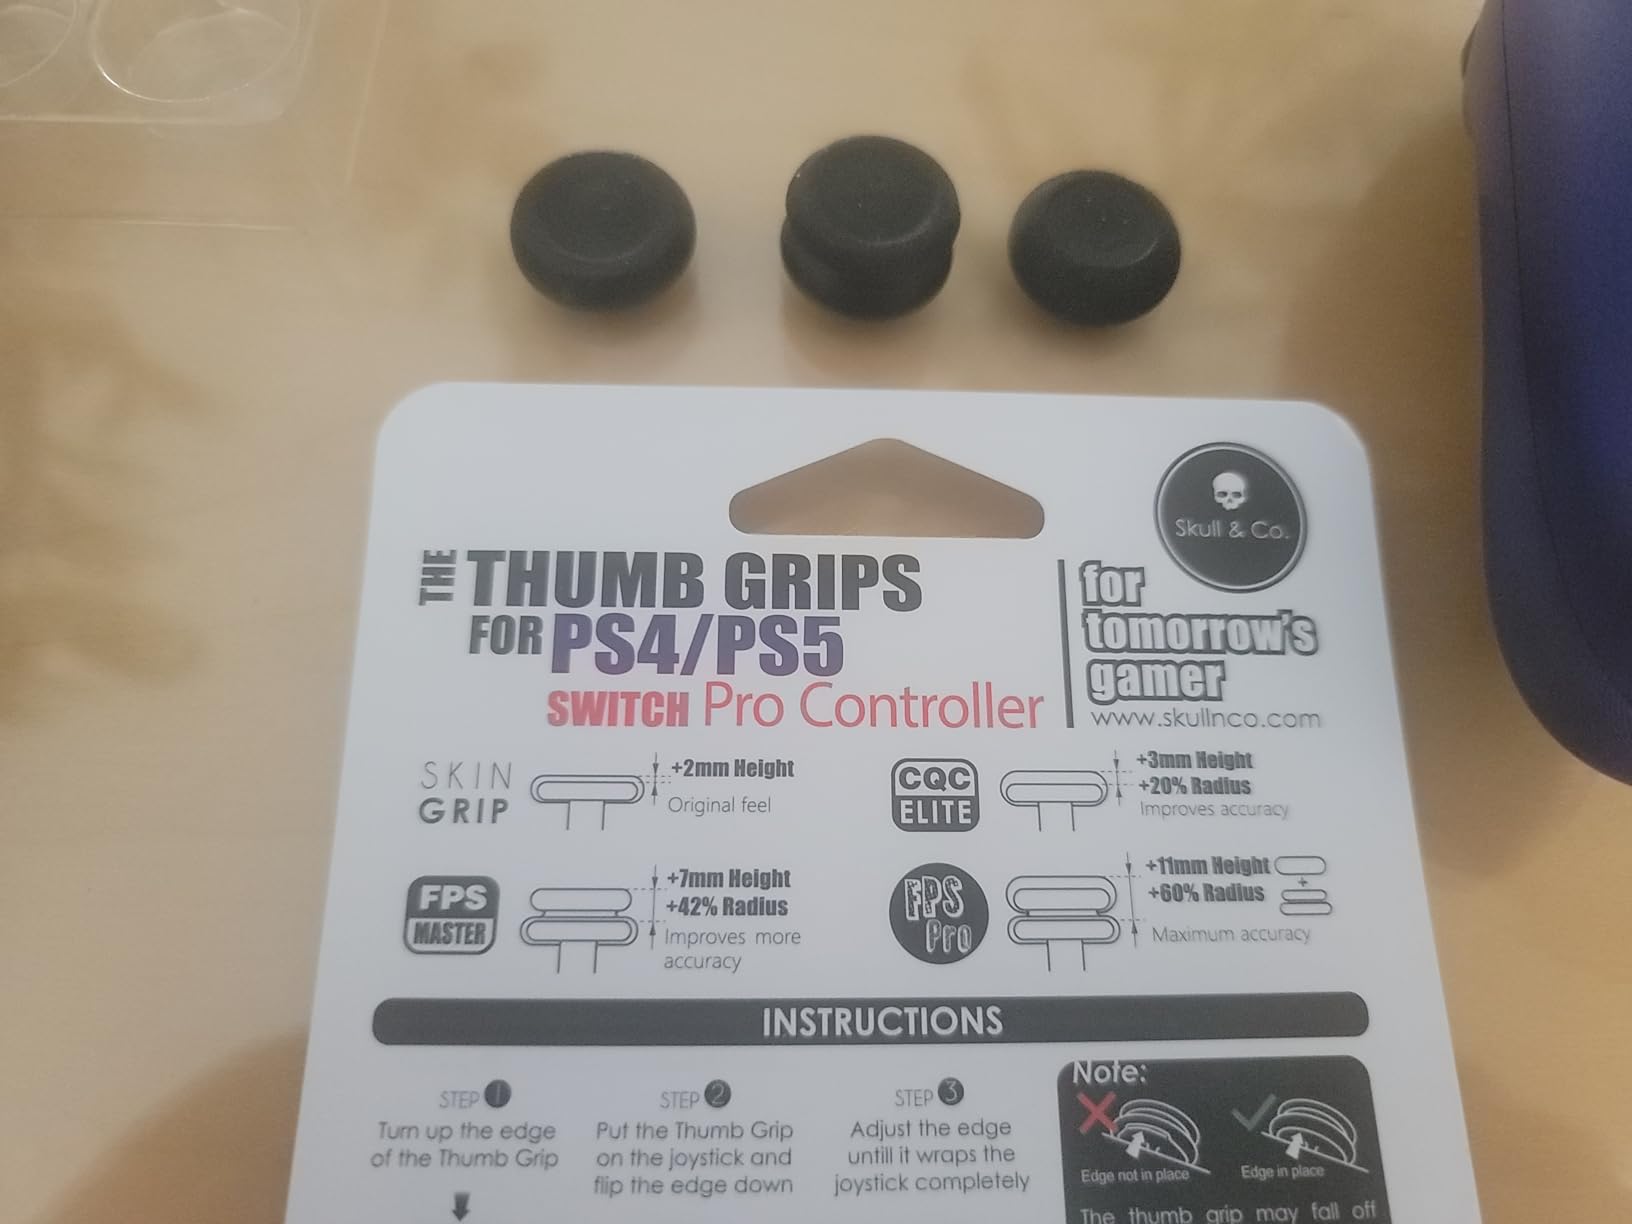 Skull & Co.
THE THUMB GRIPS
FOR PS4/PS5
SWITCH Pro Controller
for
tomorrow's
gamer
www.skullnco.com
SKIN
GRIP
+2mm Height
Original feel
CQC
ELITE
+3mm Height
+20% Radius
Improves accuracy
FPS
MASTER
+7mm Height
+42% Radius
Improves more
accuracy
FPS
Pro
+11mm Height
+60% Radius
+
Maximum accuracy
INSTRUCTIONS
STEP 1
Turn up the edge
of the Thumb Grip
STEP 2
Put the Thumb Grip
on the joystick and
flip the edge down
STEP 3
Adjust the edge
untill it wraps the
joystick completely
Note:
Edge not in place
Edge in place
The thumb grip may fall off